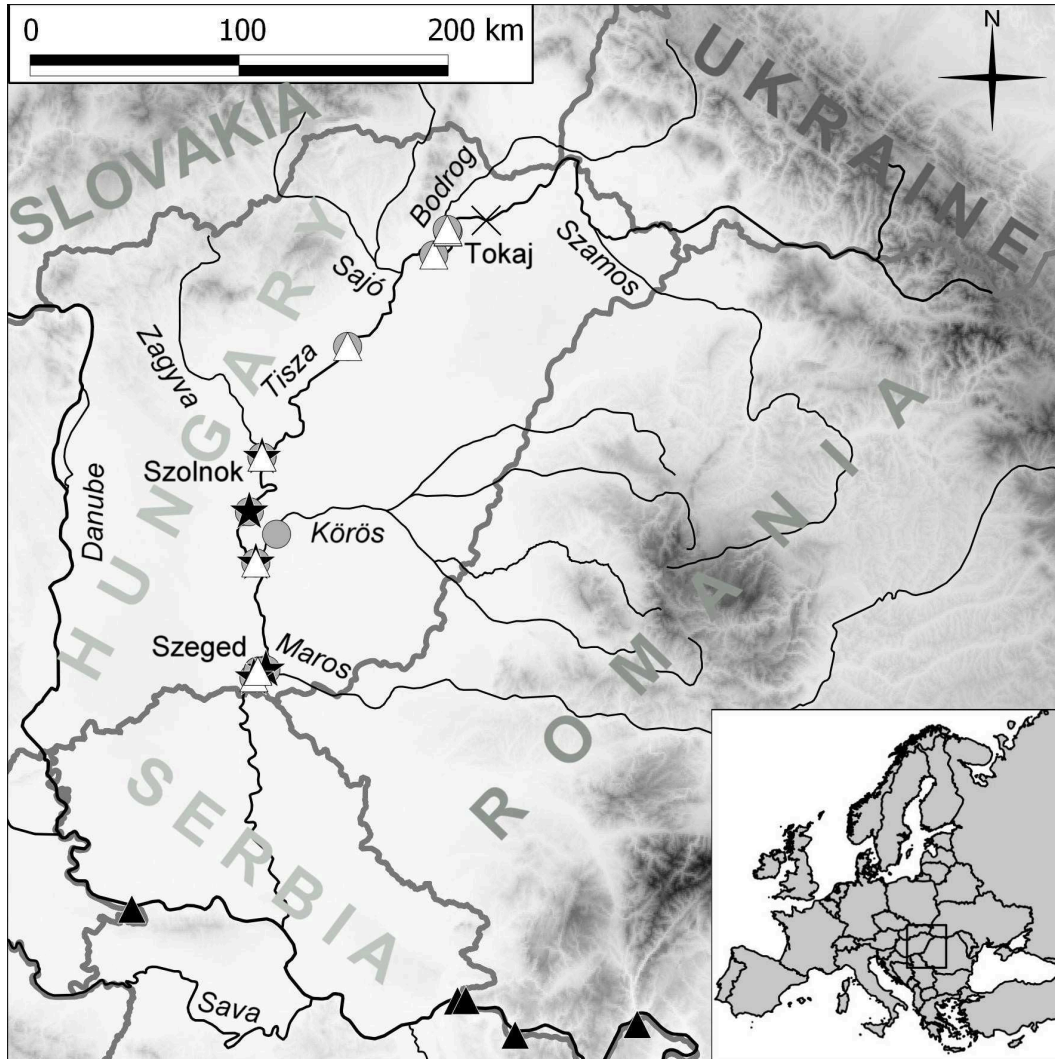 0 100 200 km
N
SLOVAKIA
UKRAINE
HUNGARY
ROMANIA
SERBIA
Bodrog
Tokaj
Szamos
Sajó
Zagyva
Tisza
Szolnok
Danube
Körös
Szeged
Maros
Sava